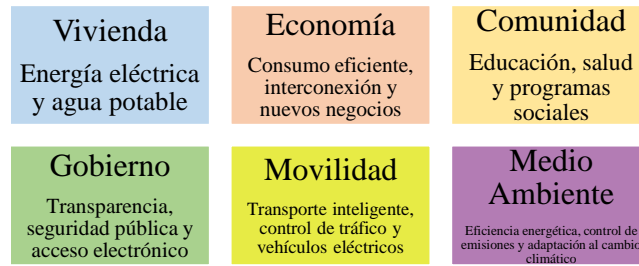 Vivienda
Energía eléctrica
y agua potable
Economía
Consumo eficiente,
interconexión y
nuevos negocios
Comunidad
Educación, salud
y programas
sociales
Gobierno
Transparencia,
seguridad pública y
acceso electrónico
Movilidad
Transporte inteligente,
control de tráfico y
vehículos eléctricos
Medio
Ambiente
Eficiencia energética, control de
emisiones y adaptación al cambio
climático